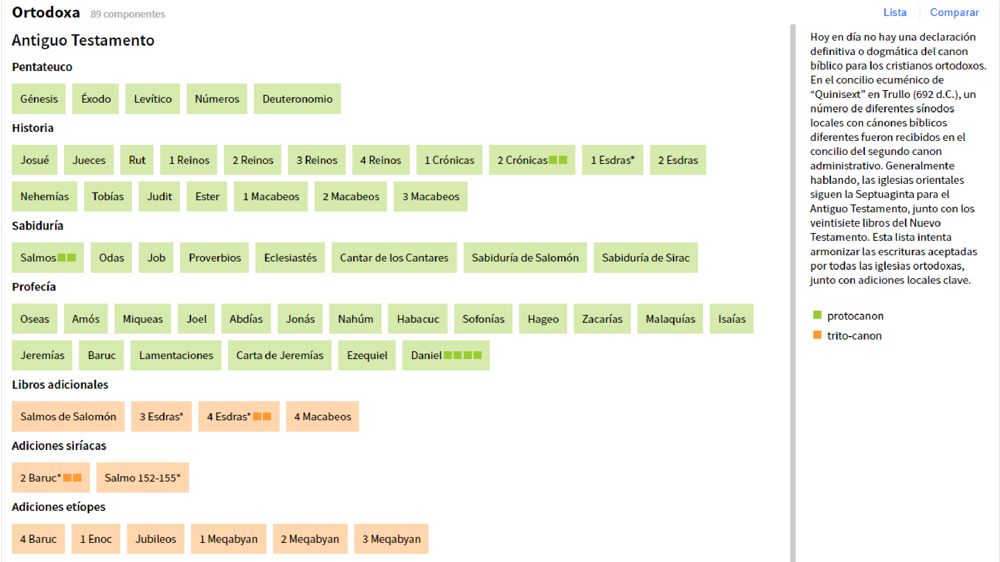 Ortodoxa 89 componentes
Lista Comparar
Antiguo Testamento
Pentateuco
Génesis Éxodo Levítico Números Deuteronomio
Historia
Josué Jueces Rut 1 Reinos 2 Reinos 3 Reinos 4 Reinos 1 Crónicas 2 Crónicas 1 Esdras* 2 Esdras
Nehemías Tobías Judit Ester 1 Macabeos 2 Macabeos 3 Macabeos
Sabiduría
Salmos Odas Job Proverbios Eclesiastés Cantar de los Cantares Sabiduría de Salomón Sabiduría de Sirac
Profecía
Oseas Amós Miqueas Joel Abdías Jonás Nahúm Habacuc Sofonías Hageo Zacarías Malaquías Isaías
Jeremías Baruc Lamentaciones Carta de Jeremías Ezequiel Daniel
Libros adicionales
Salmos de Salomón 3 Esdras* 4 Esdras* 4 Macabeos
Adiciones siríacas
2 Baruc* Salmo 152-155*
Adiciones etíopes
4 Baruc 1 Enoc Jubileos 1 Meqabyan 2 Meqabyan 3 Meqabyan
Hoy en día no hay una declaración
definitiva o dogmática del canon
bíblico para los cristianos ortodoxos.
En el concilio ecuménico de
“Quinisext” en Trullo (692 d.C.), un
número de diferentes sínodos
locales con cánones bíblicos
diferentes fueron recibidos en el
concilio del segundo canon
administrativo. Generalmente
hablando, las iglesias orientales
siguen la Septuaginta para el
Antiguo Testamento, junto con los
veintisiete libros del Nuevo
Testamento. Esta lista intenta
armonizar las escrituras aceptadas
por todas las iglesias ortodoxas,
junto con adiciones locales clave.
protocanon
trito-canon